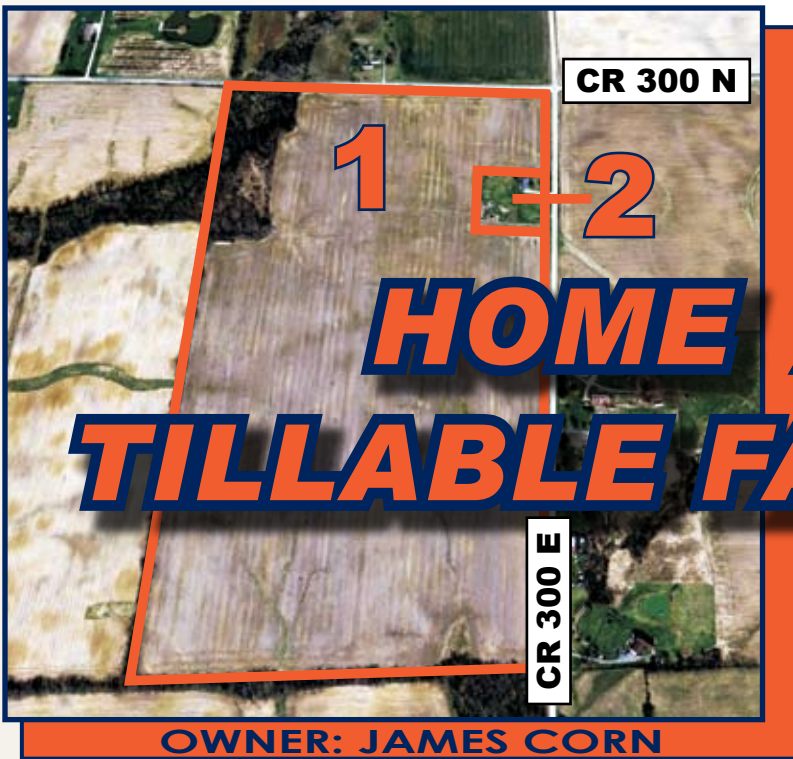 CR 300 N
1
2
HOME
TILLABLE
CR 300 E
OWNER: JAMES CORN